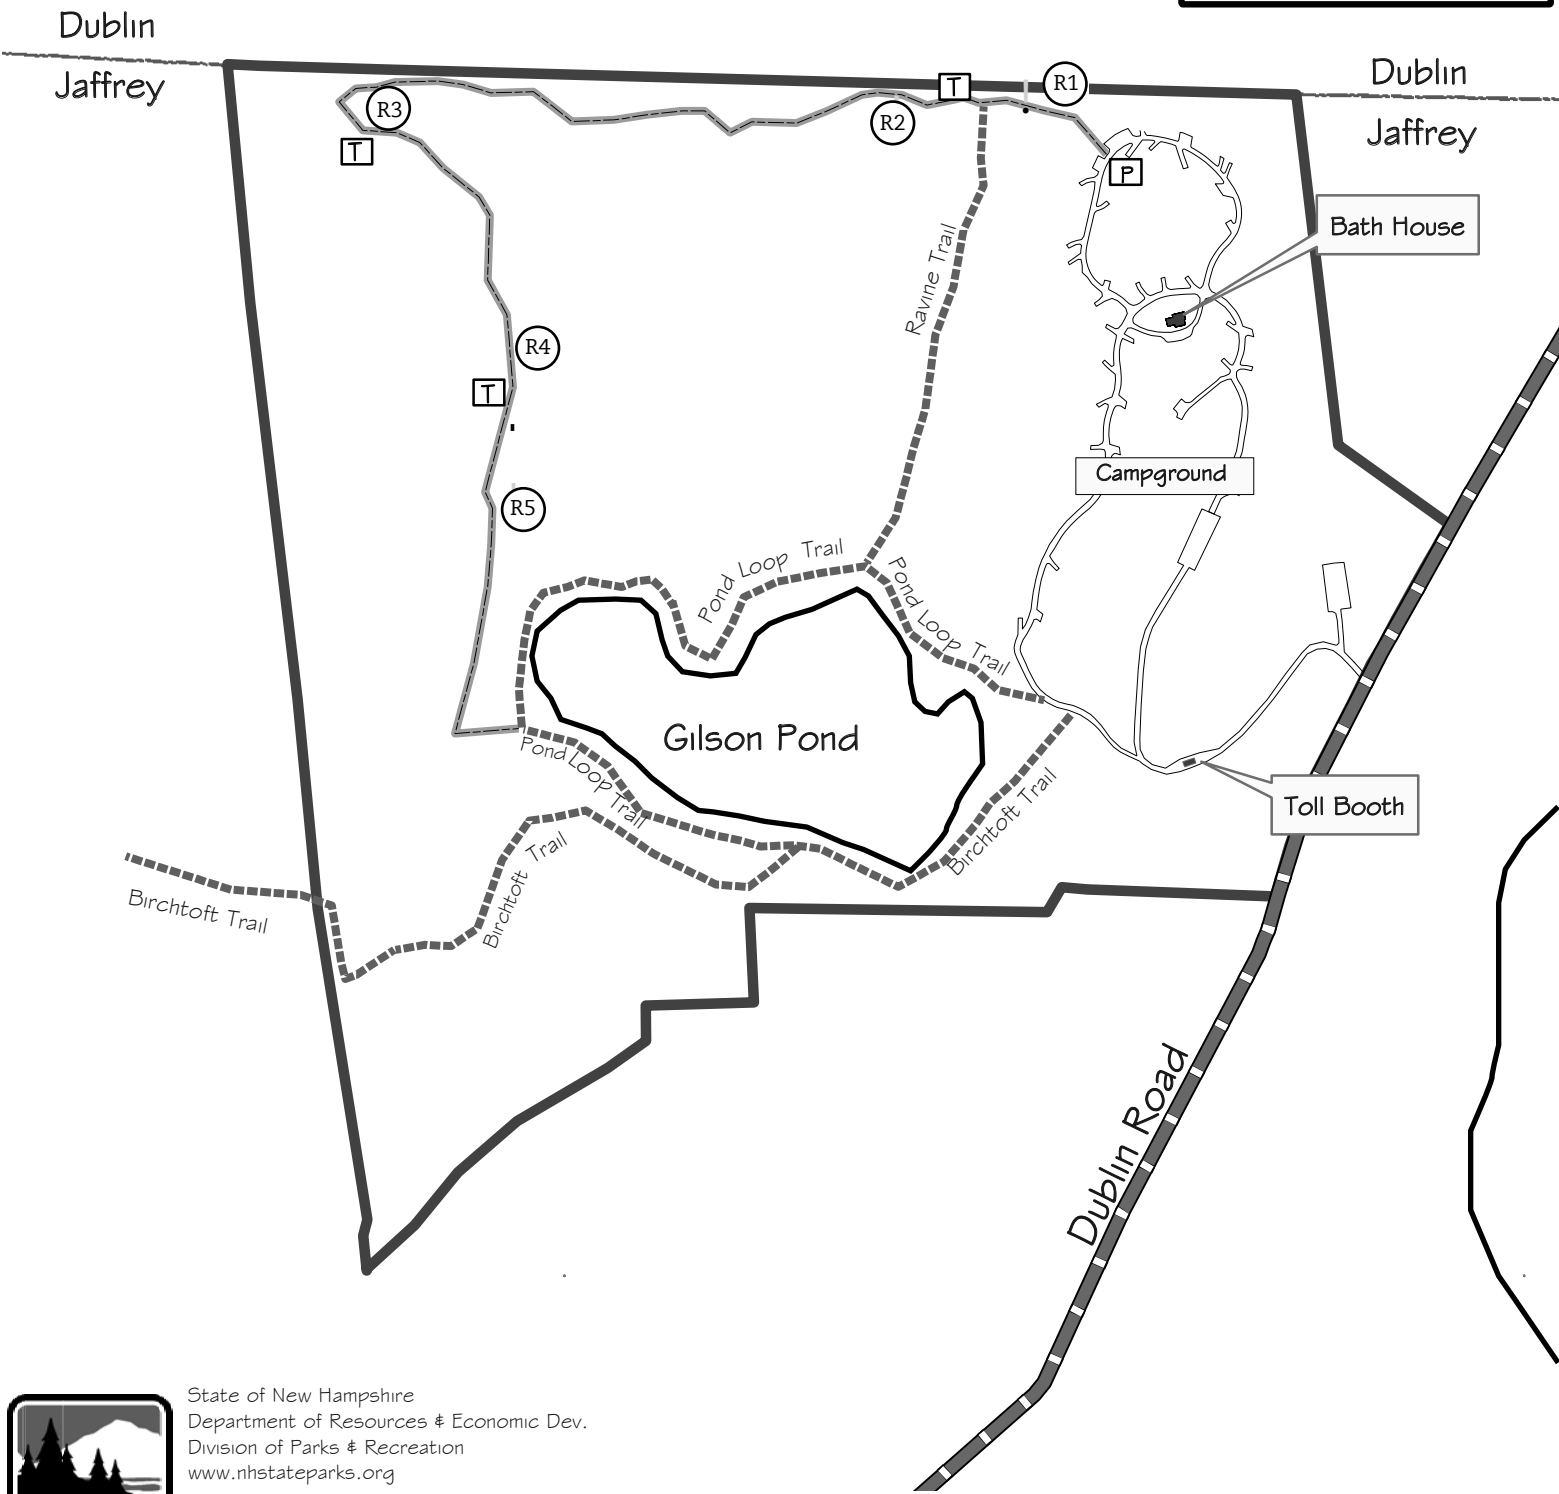 Dublin
Jaffrey
Dublin
Jaffrey
T
R1
R2
R3
T
P
Bath House
Ravine Trail
R4
T
Campground
R5
Pond Loop Trail
Pond Loop Trail
Gilson Pond
Pond Loop Trail
Birchtoft Trail
Toll Booth
Birchtoft Trail
Birchtoft Trail
Dublin Road
State of New Hampshire
Department of Resources & Economic Dev.
Division of Parks & Recreation
www.nhstateparks.org